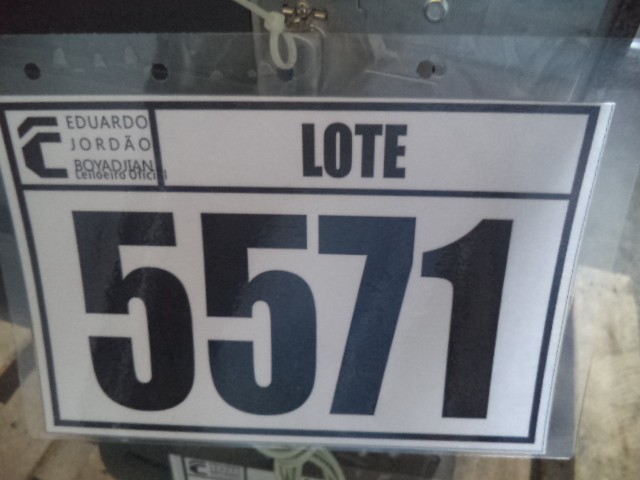 EDUARDO
JORDÃO
BOYADJIAN
Leiloeiro Oficial
LOTE
5571